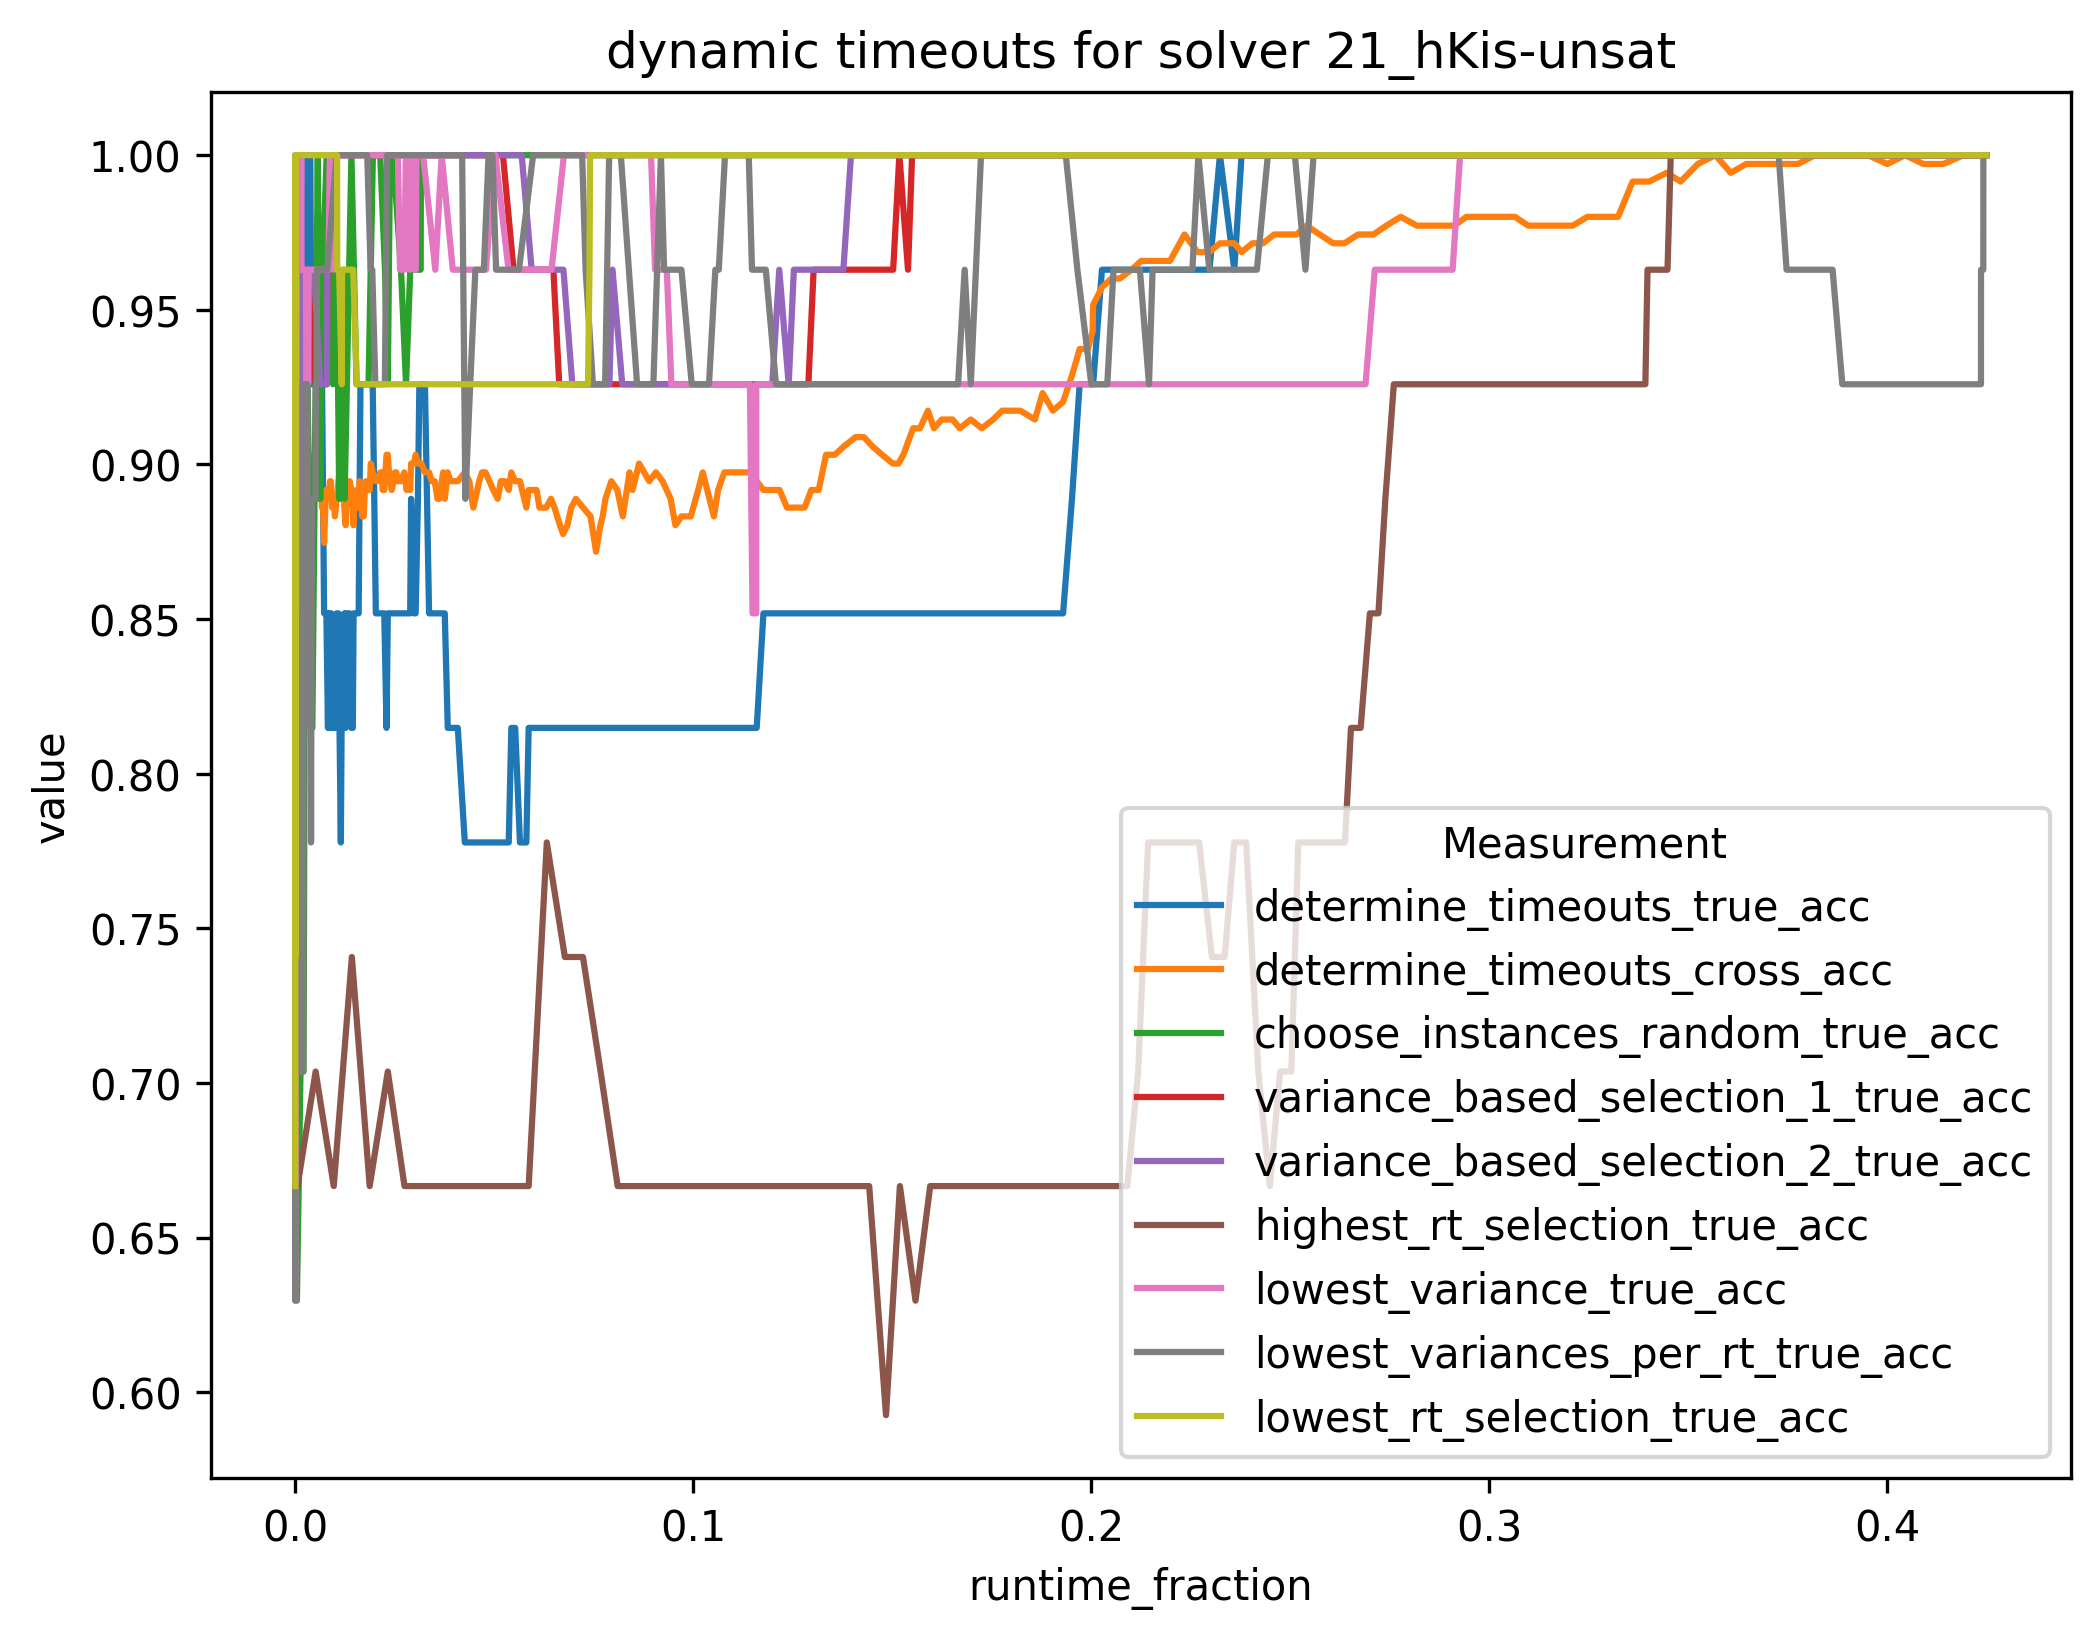 dynamic timeouts for solver 21_hKis-unsat
1.00
0.95
0.90
0.85
0.80
0.75
0.70
0.65
0.60
value
0.0 0.1 0.2 0.3 0.4
runtime_fraction
Measurement
determine_timeouts_true_acc
determine_timeouts_cross_acc
choose_instances_random_true_acc
variance_based_selection_1_true_acc
variance_based_selection_2_true_acc
highest_rt_selection_true_acc
lowest_variance_true_acc
lowest_variances_per_rt_true_acc
lowest_rt_selection_true_acc